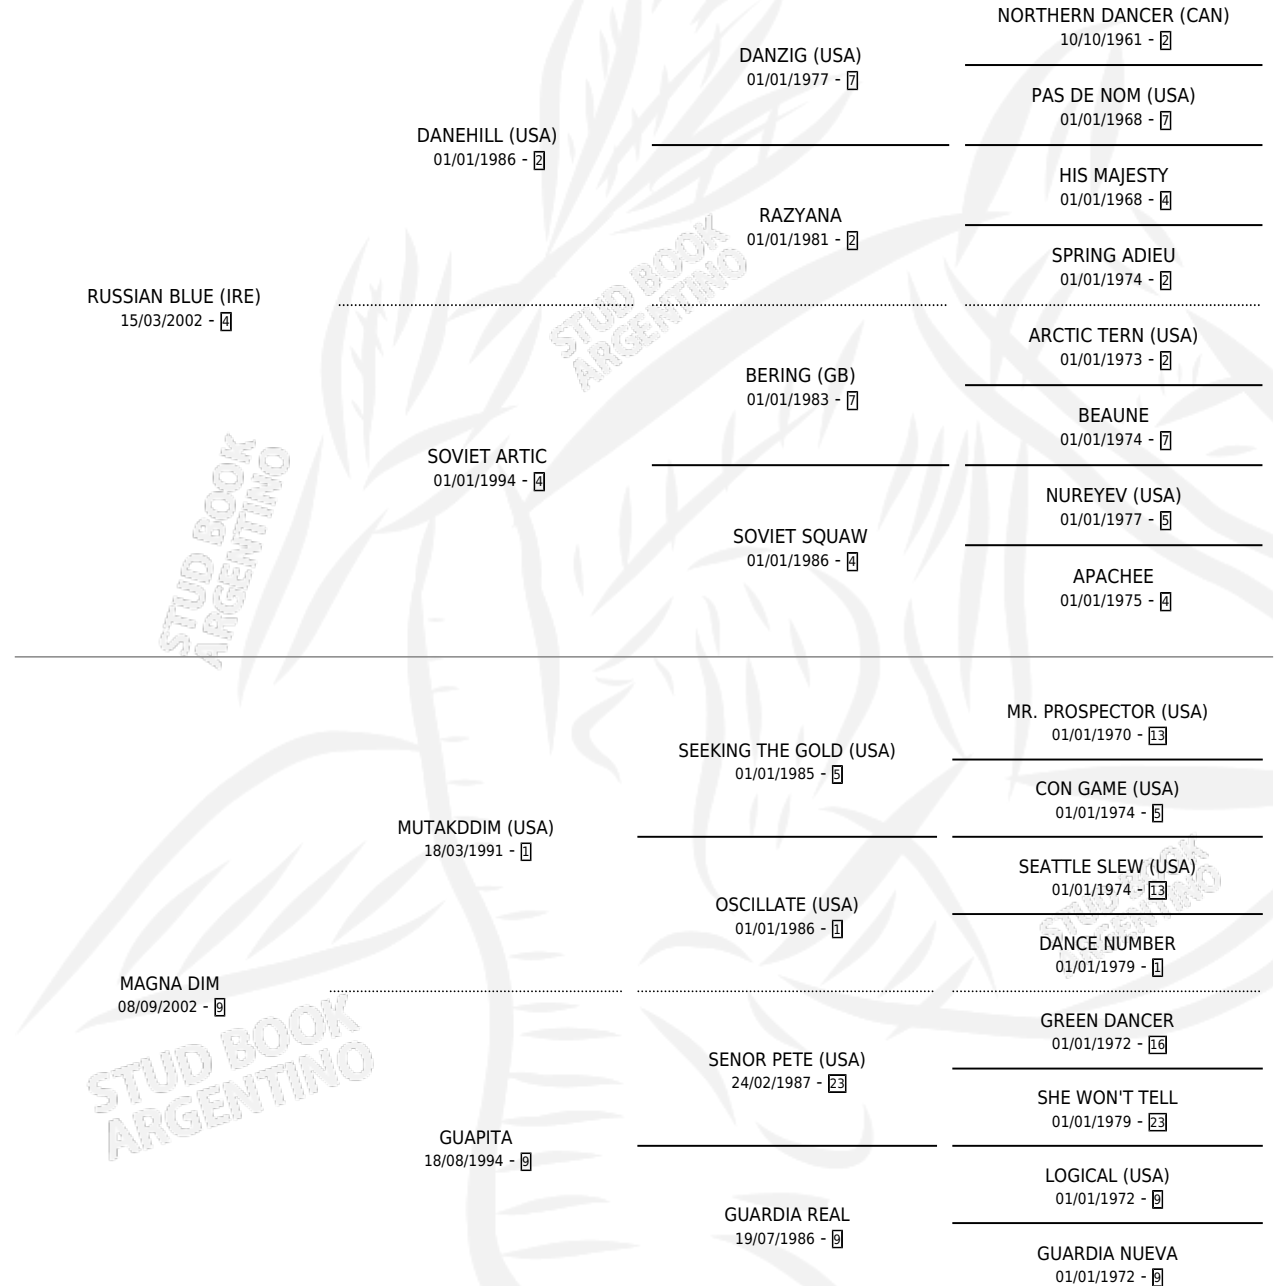 NORTHERN DANCER (CAN)
10/10/1961 - 2
DANZIG (USA)
01/01/1977 - 7
PAS DE NOM (USA)
01/01/1968 - 7
DANEHILL (USA)
01/01/1986 - 2
HIS MAJESTY
01/01/1968 - 4
RAZYANA
01/01/1981 - 2
SPRING ADIEU
01/01/1974 - 2
RUSSIAN BLUE (IRE)
15/03/2002 - 4
STUD BOOK
ARGENTINO
ARCTIC TERN (USA)
01/01/1973 - 2
BERING (GB)
01/01/1983 - 7
BEAUNE
01/01/1974 - 7
SOVIET ARTIC
01/01/1994 - 4
NUREYEV (USA)
01/01/1977 - 5
SOVIET SQUAW
01/01/1986 - 4
APACHEE
01/01/1975 - 4
STUD BOOK
ARGENTINO
MR. PROSPECTOR (USA)
01/01/1970 - 13
SEEKING THE GOLD (USA)
01/01/1985 - 5
CON GAME (USA)
01/01/1974 - 5
MUTAKDDIM (USA)
18/03/1991 - 1
SEATTLE SLEW (USA)
01/01/1974 - 13
OSCILLATE (USA)
01/01/1986 - 1
STUD BOOK
ARGENTINO
DANCE NUMBER
01/01/1979 - 1
MAGNA DIM
08/09/2002 - 9
STUD BOOK
ARGENTINO
GREEN DANCER
01/01/1972 - 16
SENOR PETE (USA)
24/02/1987 - 23
SHE WON'T TELL
01/01/1979 - 23
GUAPITA
18/08/1994 - 9
LOGICAL (USA)
01/01/1972 - 9
GUARDIA REAL
19/07/1986 - 9
GUARDIA NUEVA
01/01/1972 - 9